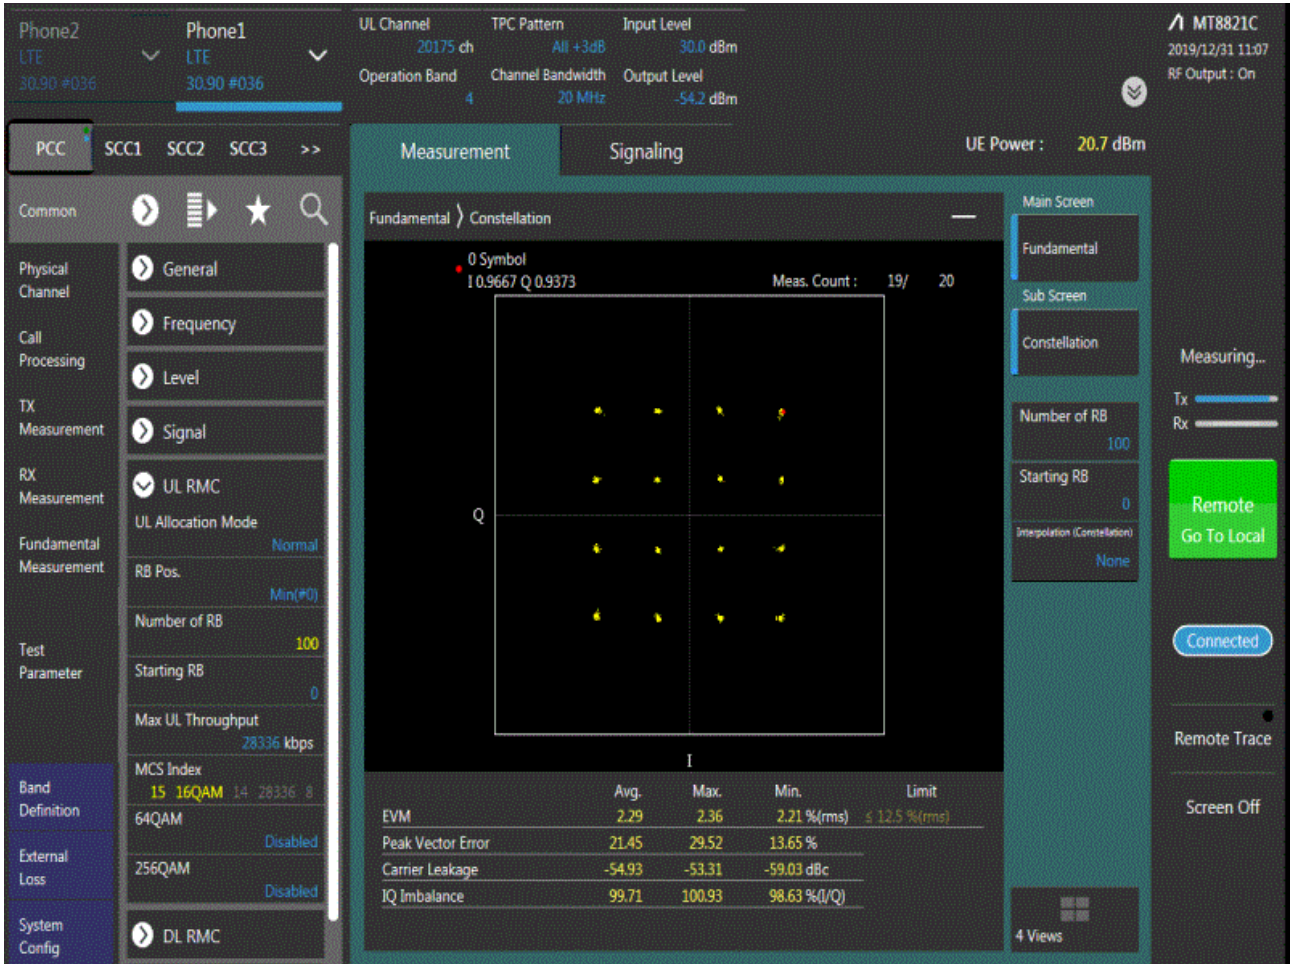 Phone2
LTE
30.90 #036
Phone1
LTE
30.90 #036
UL Channel
20175 ch
Operation Band
4
TPC Pattern
All +3dB
Channel Bandwidth
20 MHz
Input Level
30.0 dBm
Output Level
-54.2 dBm
MT8821C
2019/12/31 11:07
RF Output : On
PCC SCC1 SCC2 SCC3 >>
Measurement Signaling
UE Power : 20.7 dBm
Common
Physical
Channel
Call
Processing
TX
Measurement
RX
Measurement
Fundamental
Measurement
Test
Parameter
Band
Definition
External
Loss
System
Config
General
Frequency
Level
Signal
UL RMC
UL Allocation Mode
Normal
RB Pos.
Min(#0)
Number of RB
100
Starting RB
0
Max UL Throughput
28336 kbps
MCS Index
15 16QAM 14 28336 8
64QAM
Disabled
256QAM
Disabled
DL RMC
Fundamental Constellation
0 Symbol
I 0.9667 Q 0.9373
Meas. Count : 19/ 20
Q
I
Avg. Max. Min. Limit
EVM 2.29 2.36 2.21 %(rms) ≤ 12.5 %(rms)
Peak Vector Error 21.45 29.52 13.65 %
Carrier Leakage -54.93 -53.31 -59.03 dBc
IQ Imbalance 99.71 100.93 98.63 %(I/Q)
Main Screen
Fundamental
Sub Screen
Constellation
Number of RB
100
Starting RB
0
Interpolation (Constellation)
None
4 Views
Measuring...
Tx
Rx
Remote
Go To Local
Connected
Remote Trace
Screen Off